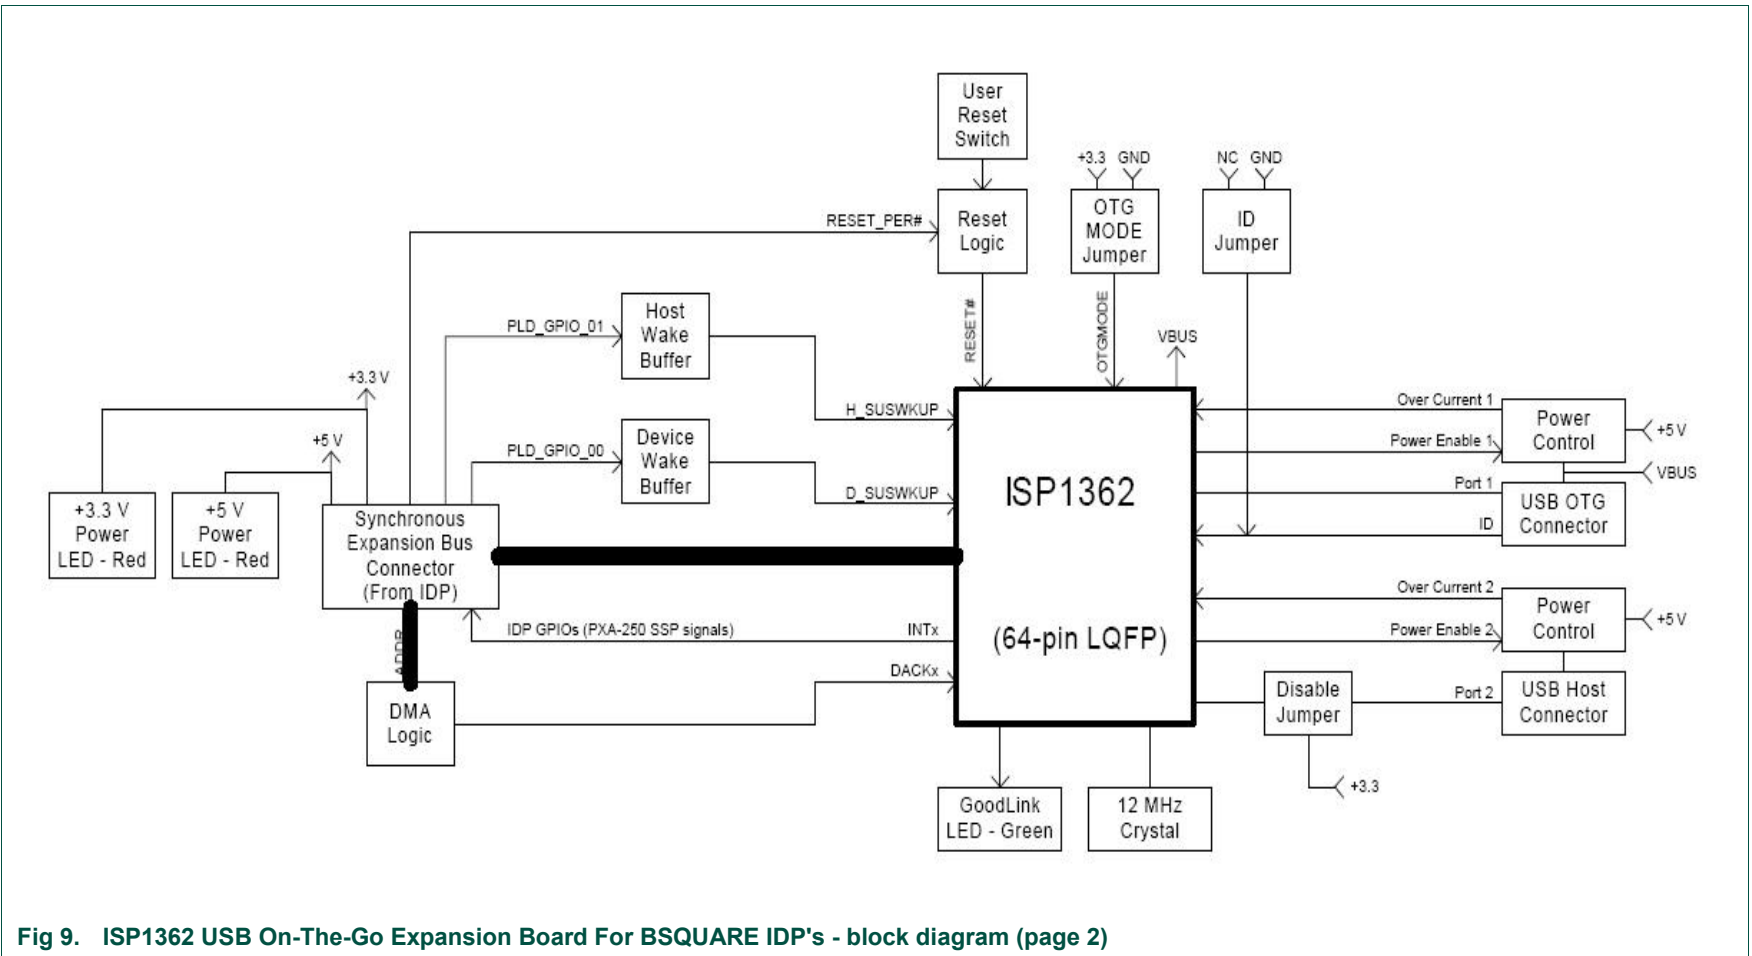 User
Reset
Switch
+3.3 GND
NC GND
RESET_PER#
Reset
Logic
OTG
MODE
Jumper
ID
Jumper
RESET#
OTGMODE
VBUS
PLD_GPIO_01
Host
Wake
Buffer
+3.3 V
H_SUSWKUP
+5 V
PLD_GPIO_00
Device
Wake
Buffer
D_SUSWKUP
+3.3 V
Power
LED - Red
+5 V
Power
LED - Red
Synchronous
Expansion Bus
Connector
(From IDP)
ADDR
IDP GPIOs (PXA-250 SSP signals)
INTx
DACKx
DMA
Logic
ISP1362
(64-pin LQFP)
Over Current 1
Power Enable 1
Port 1
ID
Power
Control
+5 V
VBUS
USB OTG
Connector
Over Current 2
Power Enable 2
Port 2
Power
Control
+5 V
USB Host
Connector
Disable
Jumper
+3.3
GoodLink
LED - Green
12 MHz
Crystal
Fig 9. ISP1362 USB On-The-Go Expansion Board For BSQUARE IDP's - block diagram (page 2)